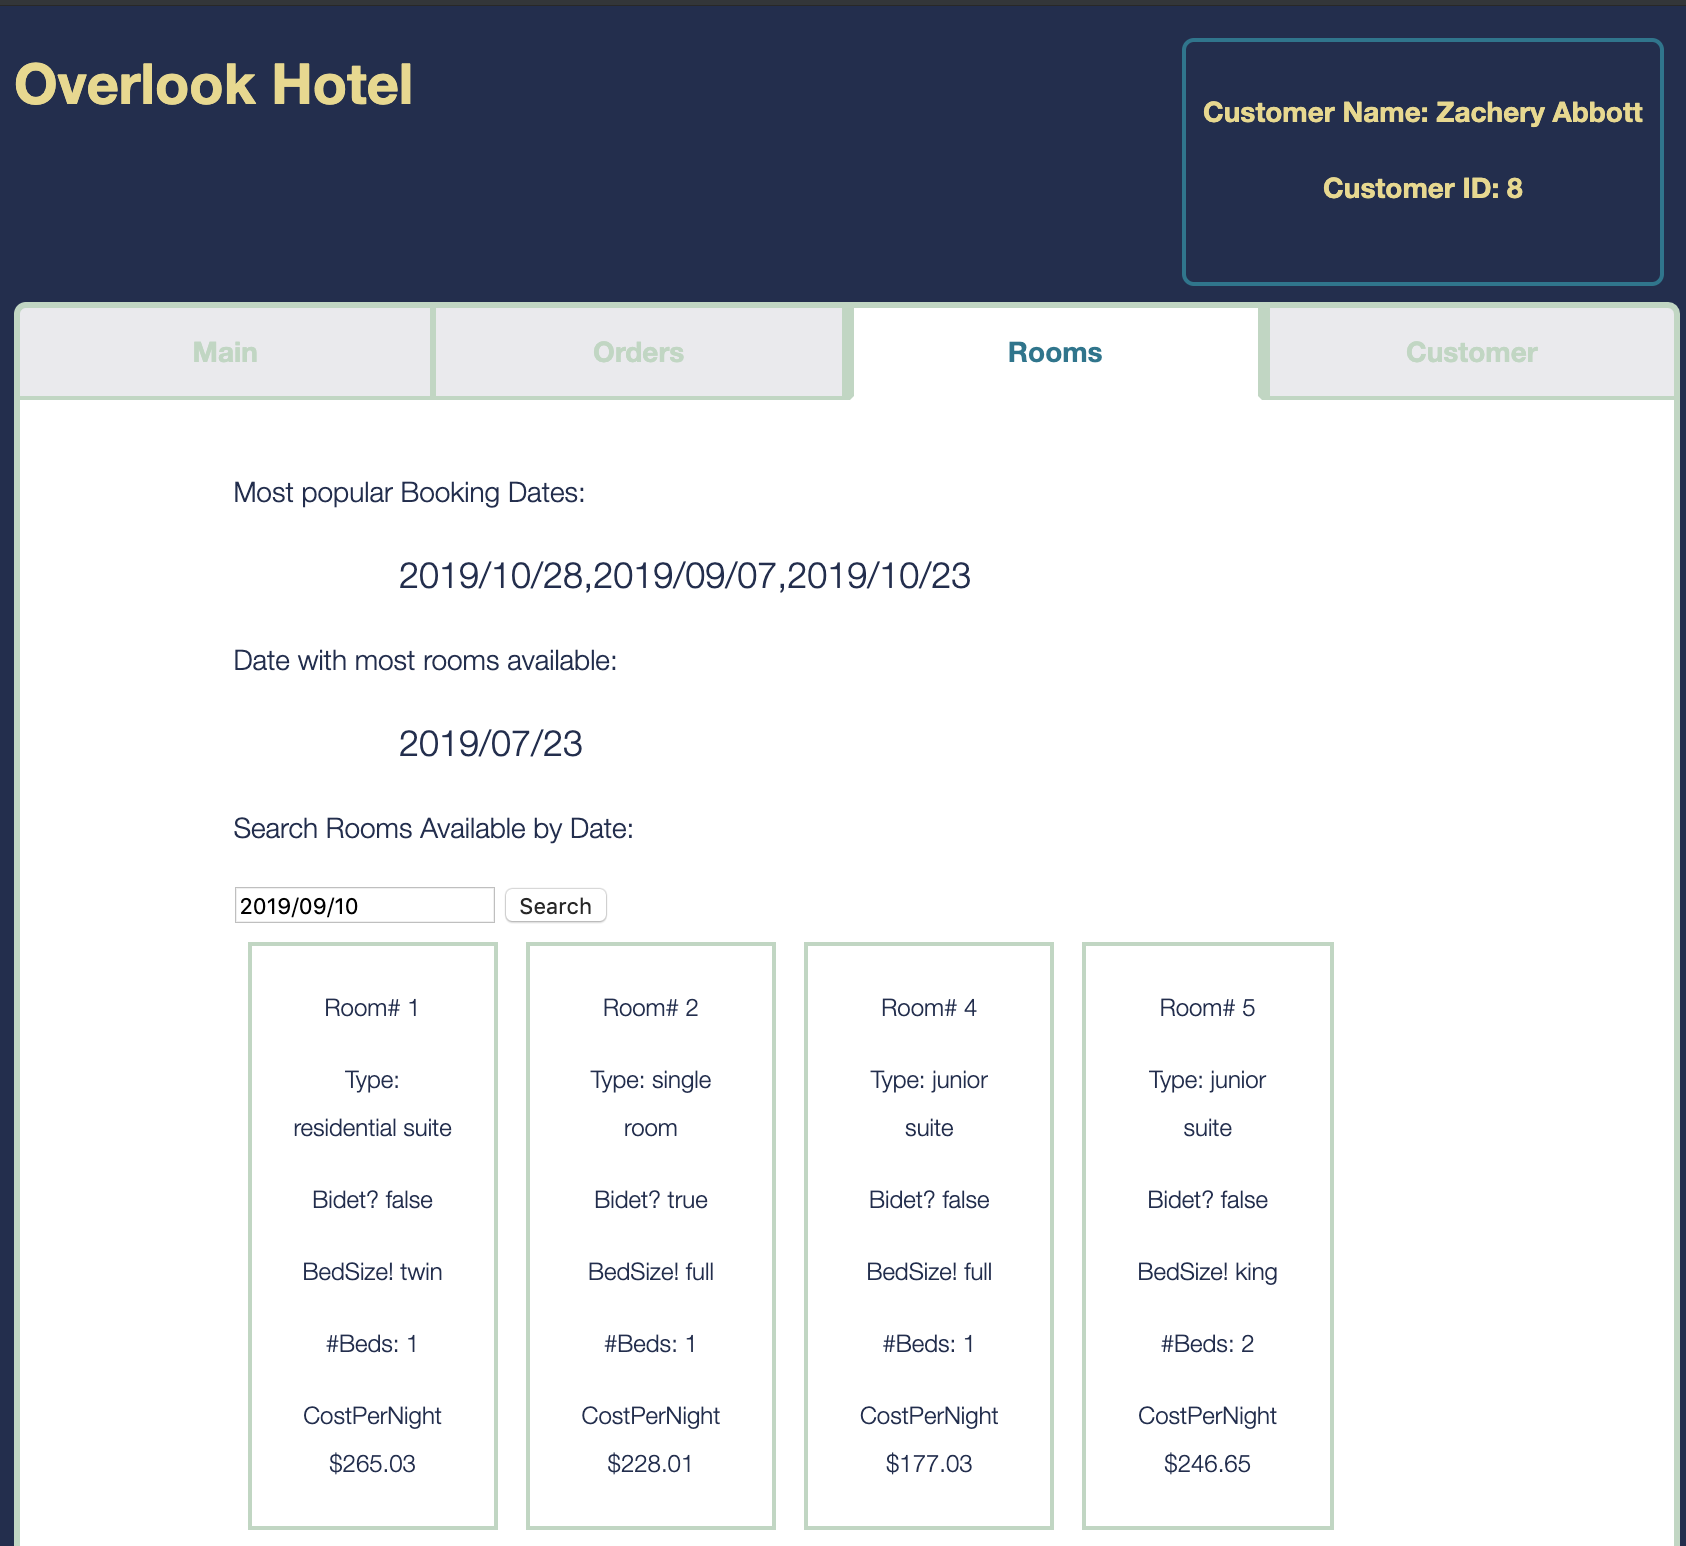 Overlook Hotel
Customer Name: Zachery Abbott
Customer ID: 8
Main
Orders
Rooms
Customer
Most popular Booking Dates:
2019/10/28,2019/09/07,2019/10/23
Date with most rooms available:
2019/07/23
Search Rooms Available by Date:
2019/09/10
Search
Room# 1
Type:
residential suite
Bidet? false
BedSize! twin
#Beds: 1
CostPerNight
$265.03
Room# 2
Type: single
room
Bidet? true
BedSize! full
#Beds: 1
CostPerNight
$228.01
Room# 4
Type: junior
suite
Bidet? false
BedSize! full
#Beds: 1
CostPerNight
$177.03
Room# 5
Type: junior
suite
Bidet? false
BedSize! king
#Beds: 2
CostPerNight
$246.65